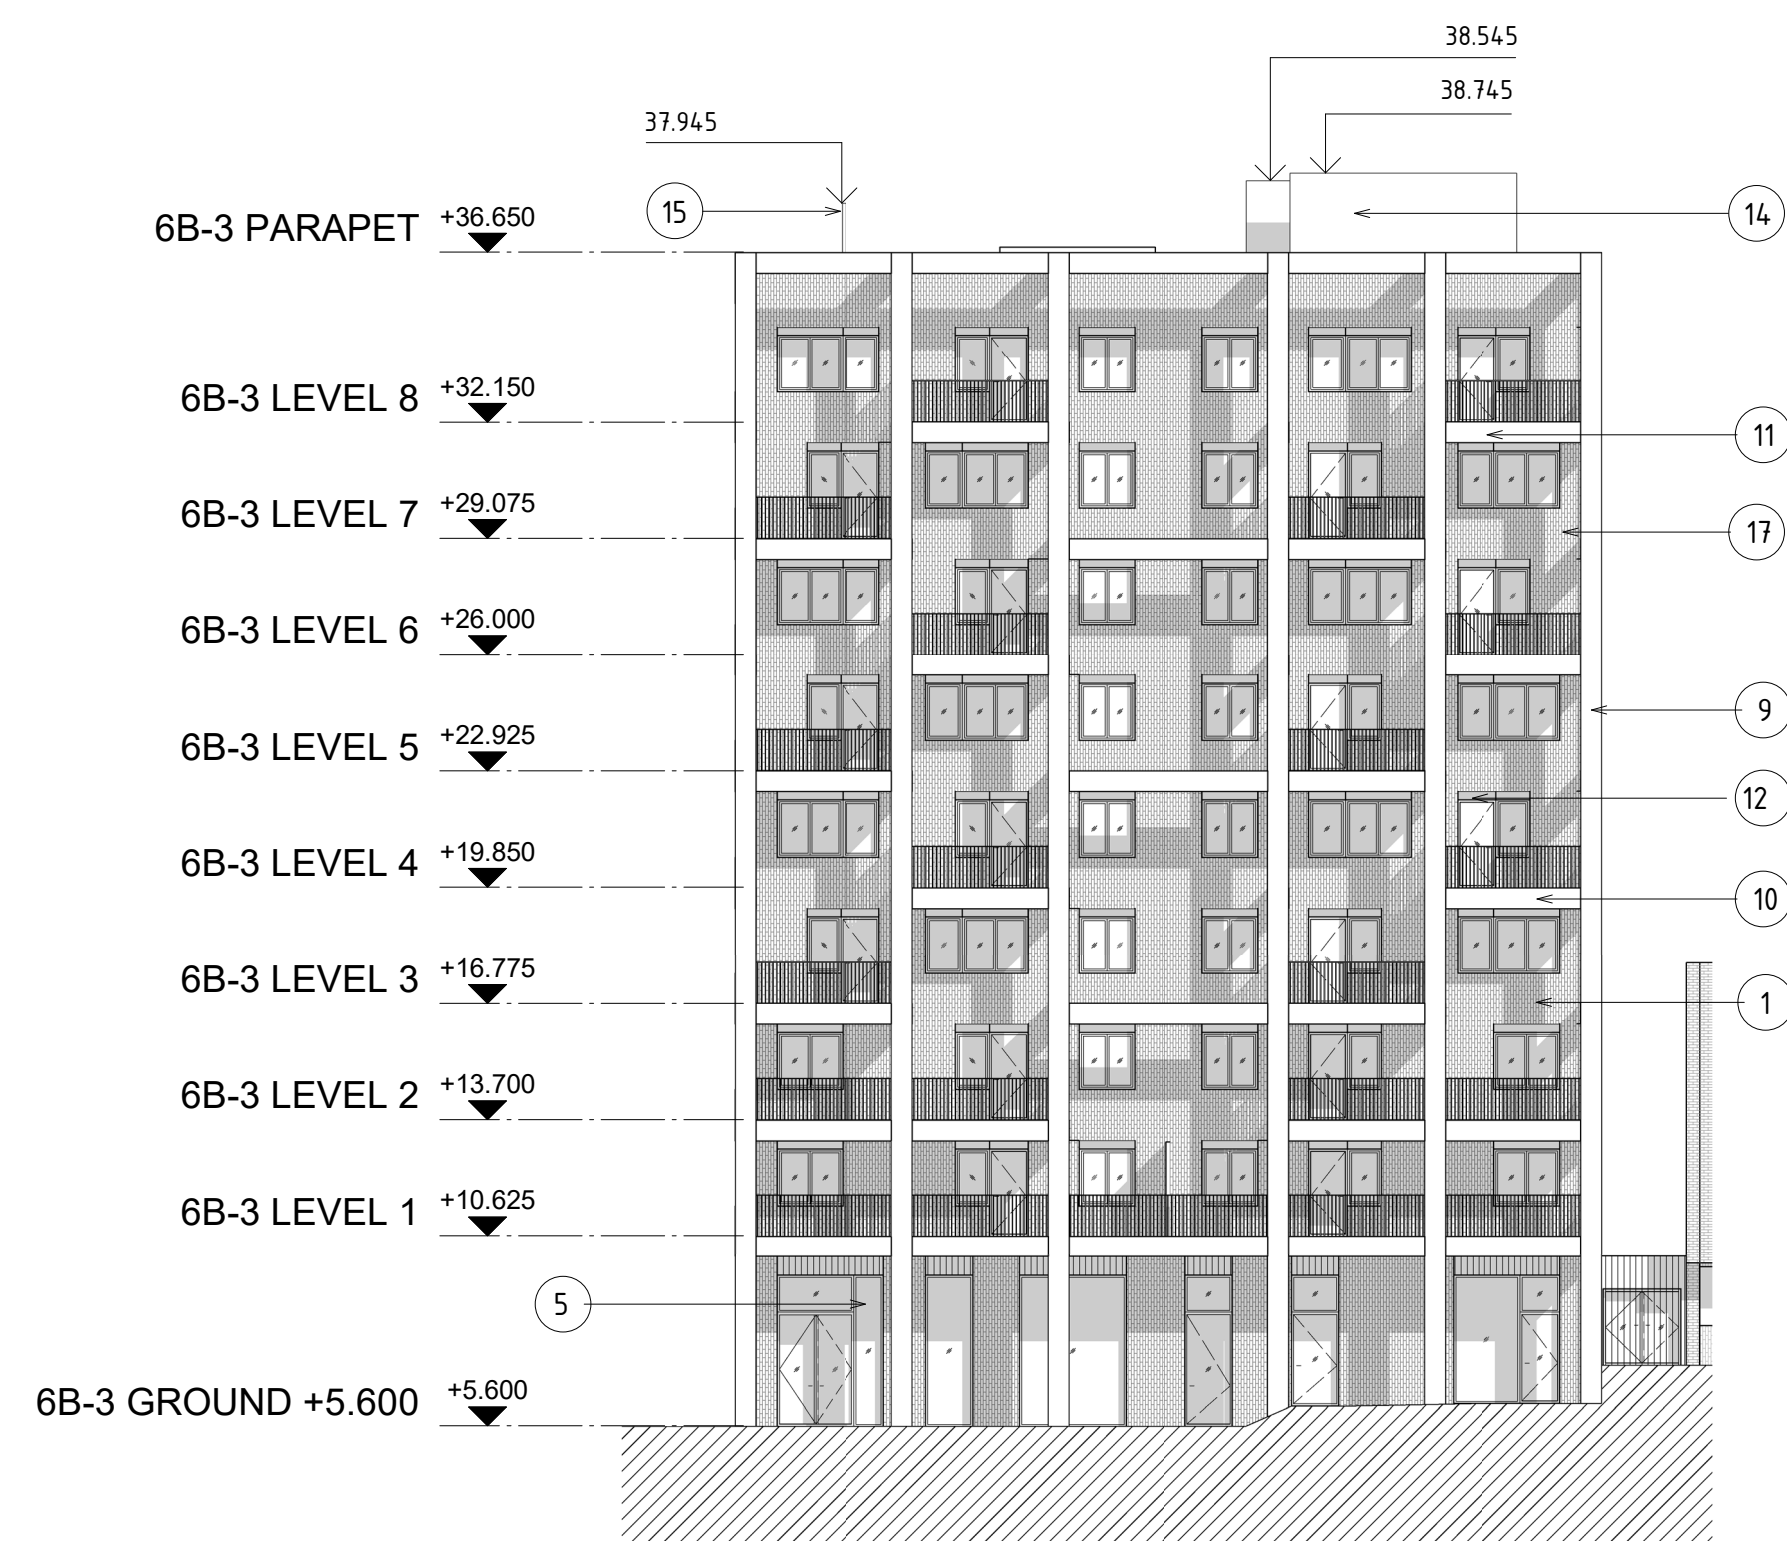 38.545
38.745
37.945
15
14
6B-3 PARAPET +36.650
6B-3 LEVEL 8 +32.150
11
6B-3 LEVEL 7 +29.075
17
6B-3 LEVEL 6 +26.000
9
6B-3 LEVEL 5 +22.925
12
6B-3 LEVEL 4 +19.850
10
6B-3 LEVEL 3 +16.775
1
6B-3 LEVEL 2 +13.700
6B-3 LEVEL 1 +10.625
5
6B-3 GROUND +5.600 +5.600